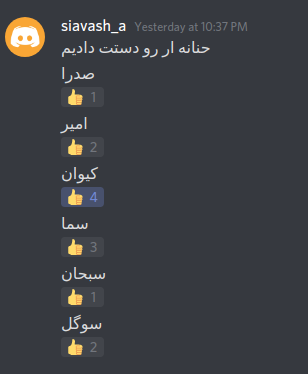 siavash_a Yesterday at 10:37 PM
حنانه ار رو دستت دادیم
صدرا
1
امیر
2
کیوان
4
سما
3
سبحان
1
سوگل
2